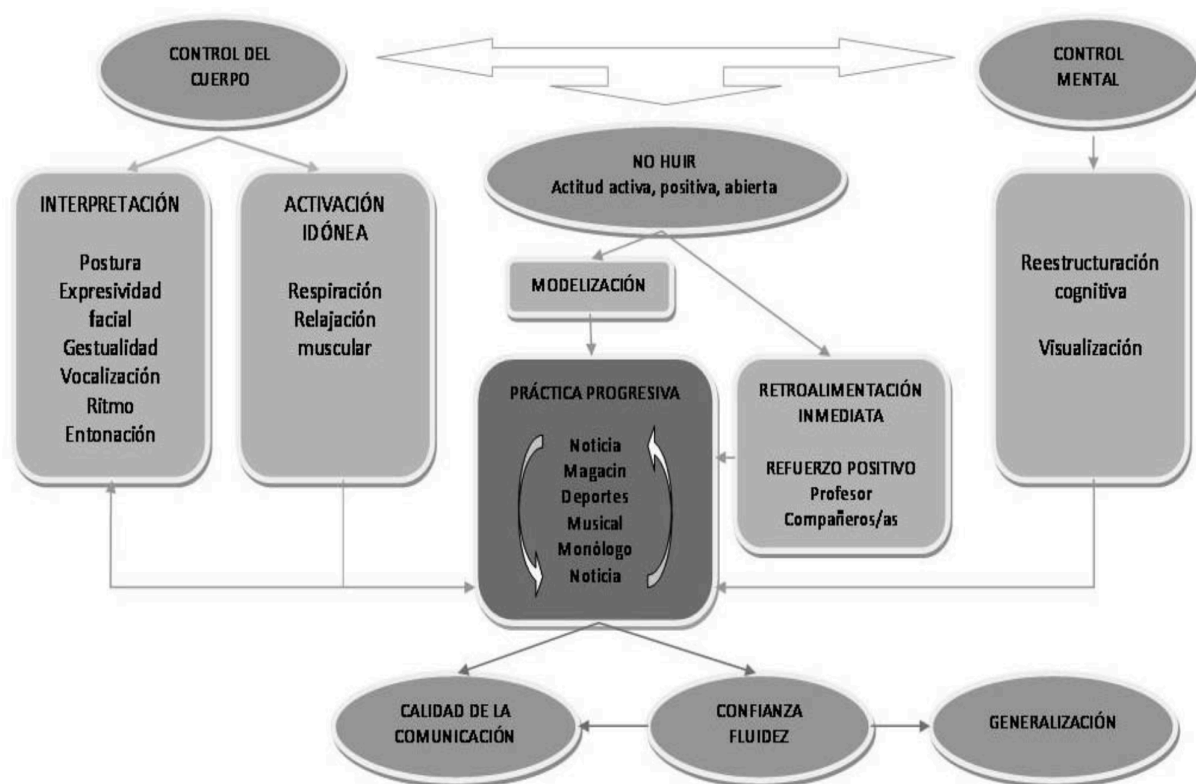 CONTROL DEL
CUERPO
CONTROL
MENTAL
NO HUIR
Actitud activa, positiva, abierta
INTERPRETACIÓN
Postura
Expresividad
facial
Gestualidad
Vocalización
Ritmo
Entonación
ACTIVACIÓN
IDÓNEA
Respiración
Relajación
muscular
MODELIZACIÓN
Reestructuración
cognitiva
Visualización
PRÁCTICA PROGRESIVA
Noticia
Magacin
Deportes
Musical
Monólogo
Noticia
RETROALIMENTACIÓN
INMEDIATA
REFUERZO POSITIVO
Profesor
Compañeros/as
CALIDAD DE LA
COMUNICACIÓN
CONFIANZA
FLUIDEZ
GENERALIZACIÓN